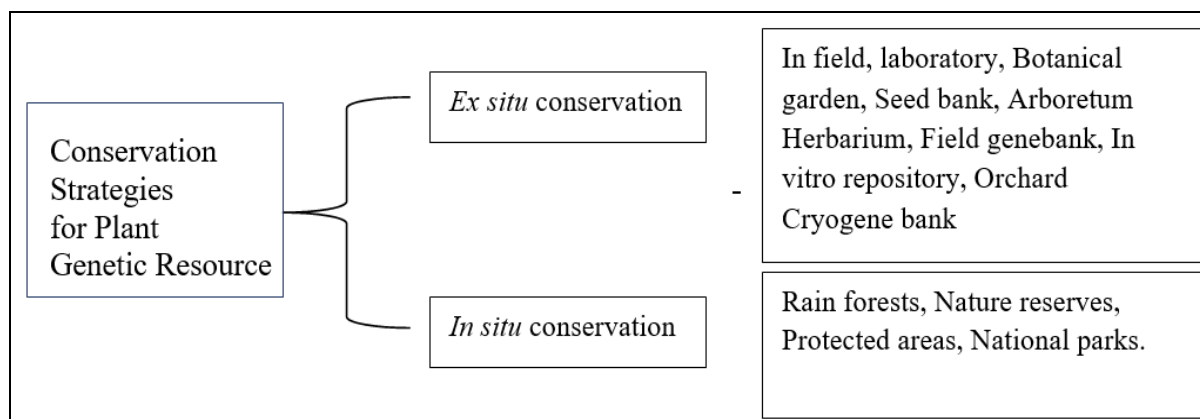 Conservation
Strategies
for Plant
Genetic Resource
Ex situ conservation
-
In field, laboratory, Botanical
garden, Seed bank, Arboretum
Herbarium, Field genebank, In
vitro repository, Orchard
Cryogene bank
In situ conservation
Rain forests, Nature reserves,
Protected areas, National parks.